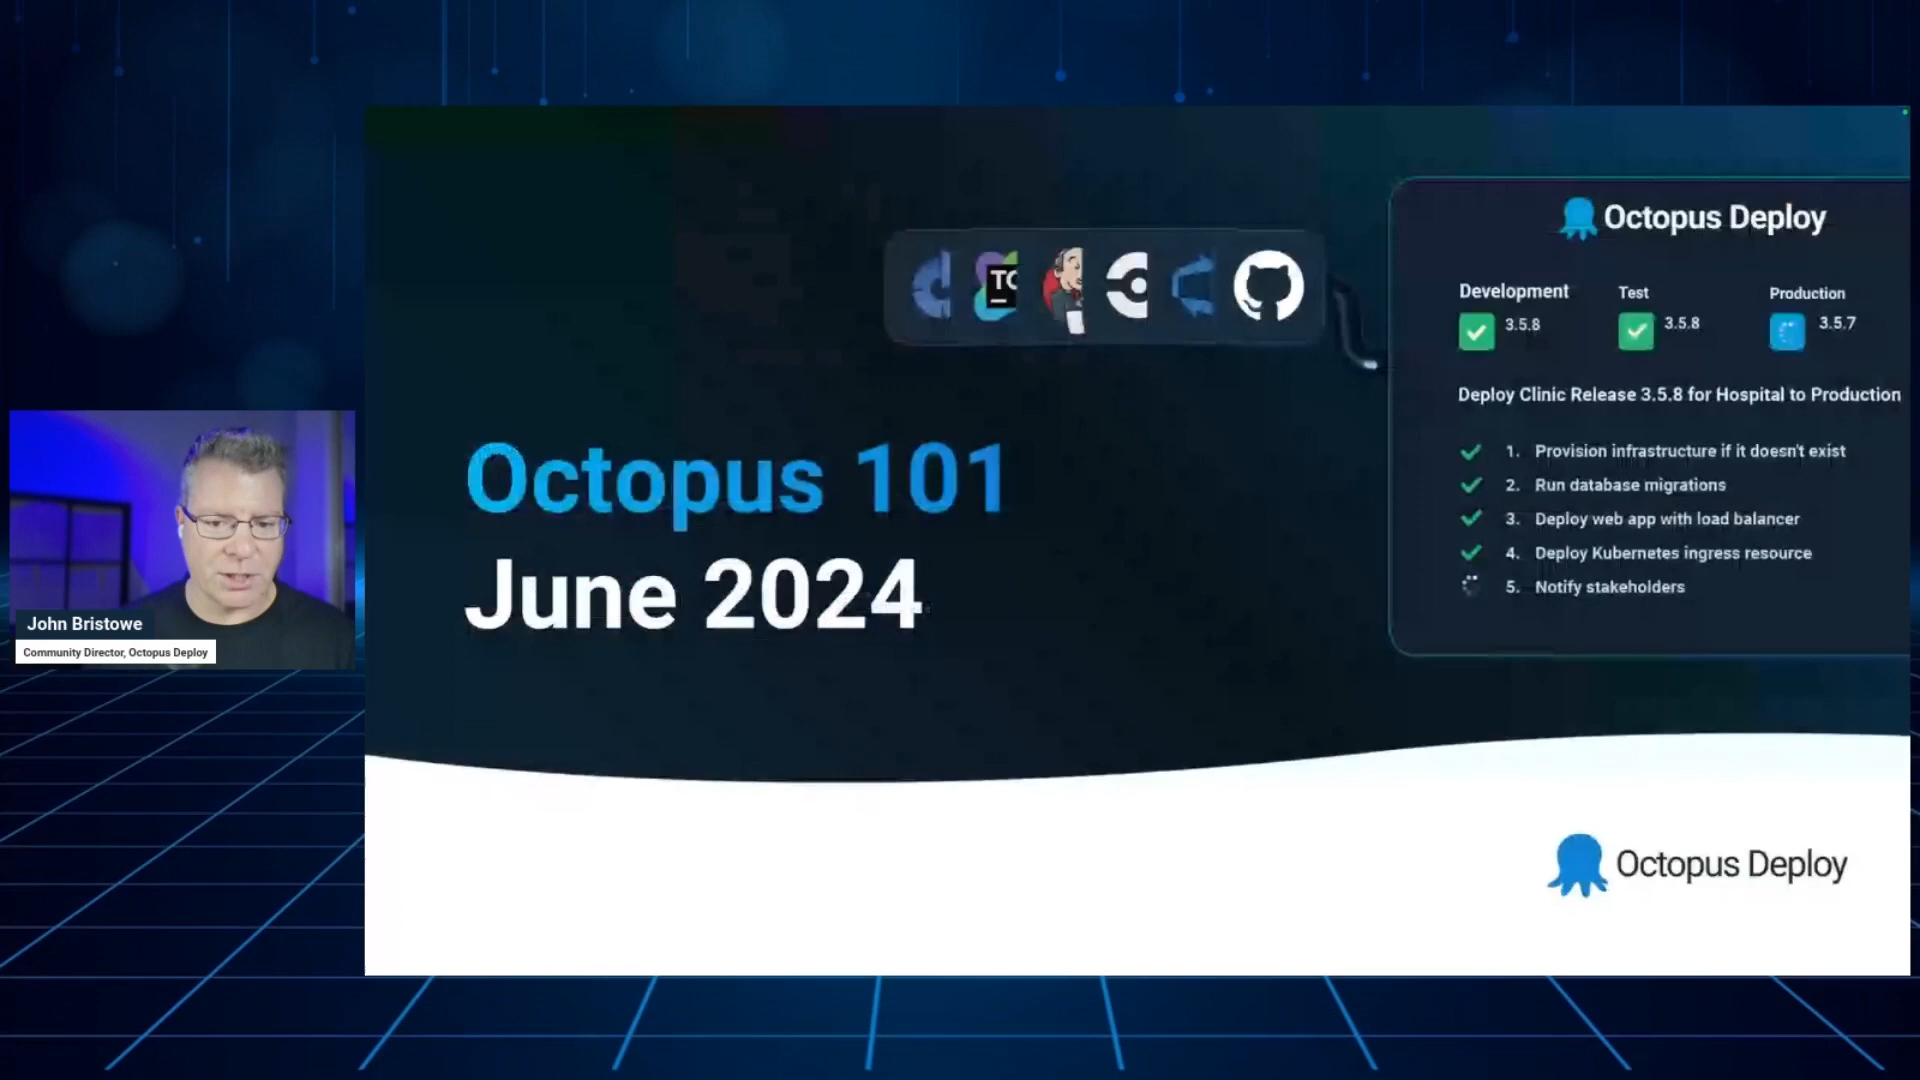 Octopus Deploy
Development
Test
Production
3.5.8
3.5.8
3.5.7
Deploy Clinic Release 3.5.8 for Hospital to Production
1. Provision infrastructure if it doesn't exist
2. Run database migrations
3. Deploy web app with load balancer
4. Deploy Kubernetes ingress resource
5. Notify stakeholders
TC
Octopus 101
June 2024
John Bristowe
Community Director, Octopus Deploy
Octopus Deploy